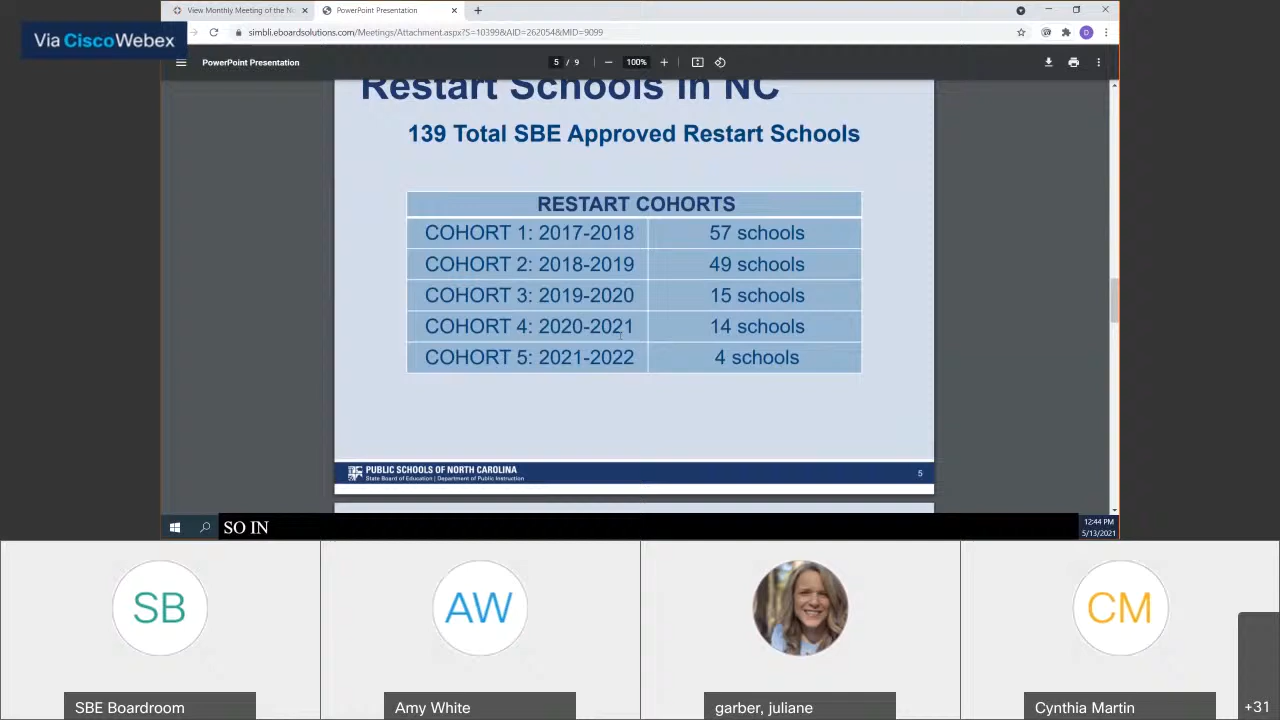 View Monthly Meeting of the No
PowerPoint Presentation
Via CiscoWebex
simbli.eboardsolutions.com/Meetings/Attachment.aspx?S=10399&AID=262054&MID=9099
D
PowerPoint Presentation
5 / 9
100%
Restart Schools in NC
139 Total SBE Approved Restart Schools
RESTART COHORTS
COHORT 1: 2017-2018 57 schools
COHORT 2: 2018-2019 49 schools
COHORT 3: 2019-2020 15 schools
COHORT 4: 2020-2021 14 schools
COHORT 5: 2021-2022 4 schools
PUBLIC SCHOOLS OF NORTH CAROLINA
State Board of Education | Department of Public Instruction
5
SO IN
12:44 PM
5/13/2021
SB
AW
CM
SBE Boardroom
Amy White
garber, juliane
Cynthia Martin
+31